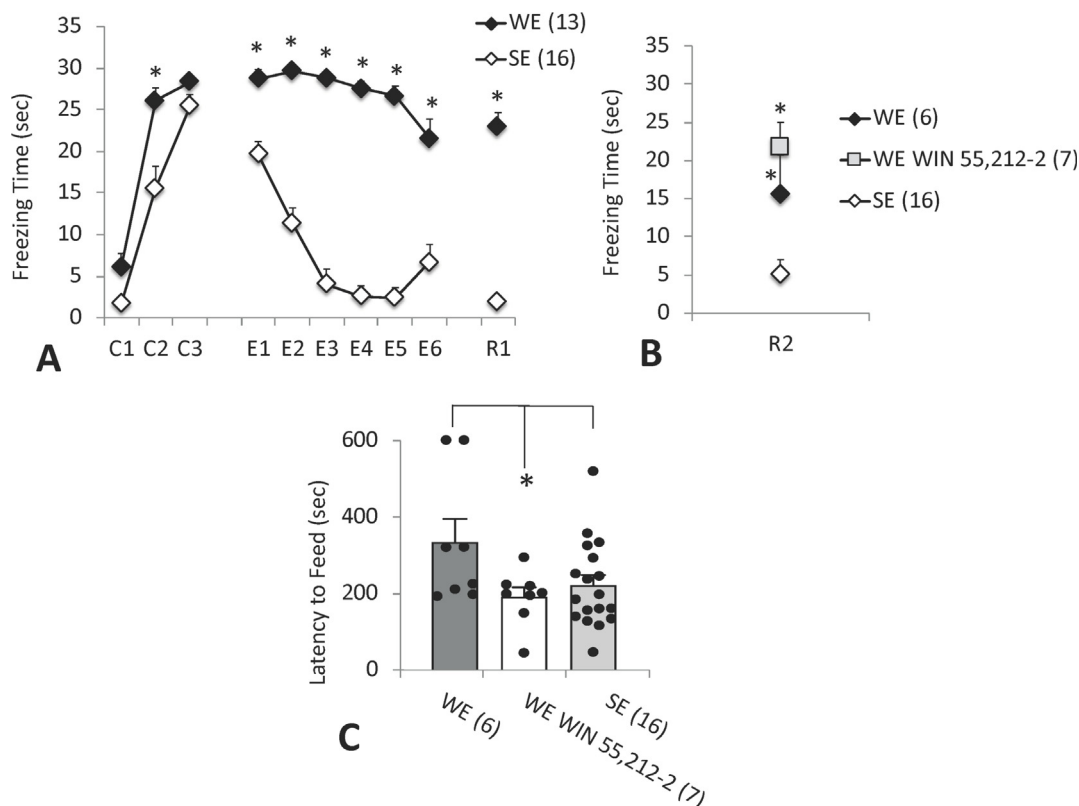 WE (13)
SE (16)
* * * * * * * *
35
30
25
20
15
10
5
0
Freezing Time (sec)
C1 C2 C3 E1 E2 E3 E4 E5 E6 R1
A
35
30
25
20
15
10
5
0
Freezing Time (sec)
*
*
WE (6)
WE WIN 55,212-2 (7)
SE (16)
R2
B
600
400
200
0
Latency to Feed (sec)
*
WE (6)
WE WIN 55,212-2 (7)
SE (16)
C